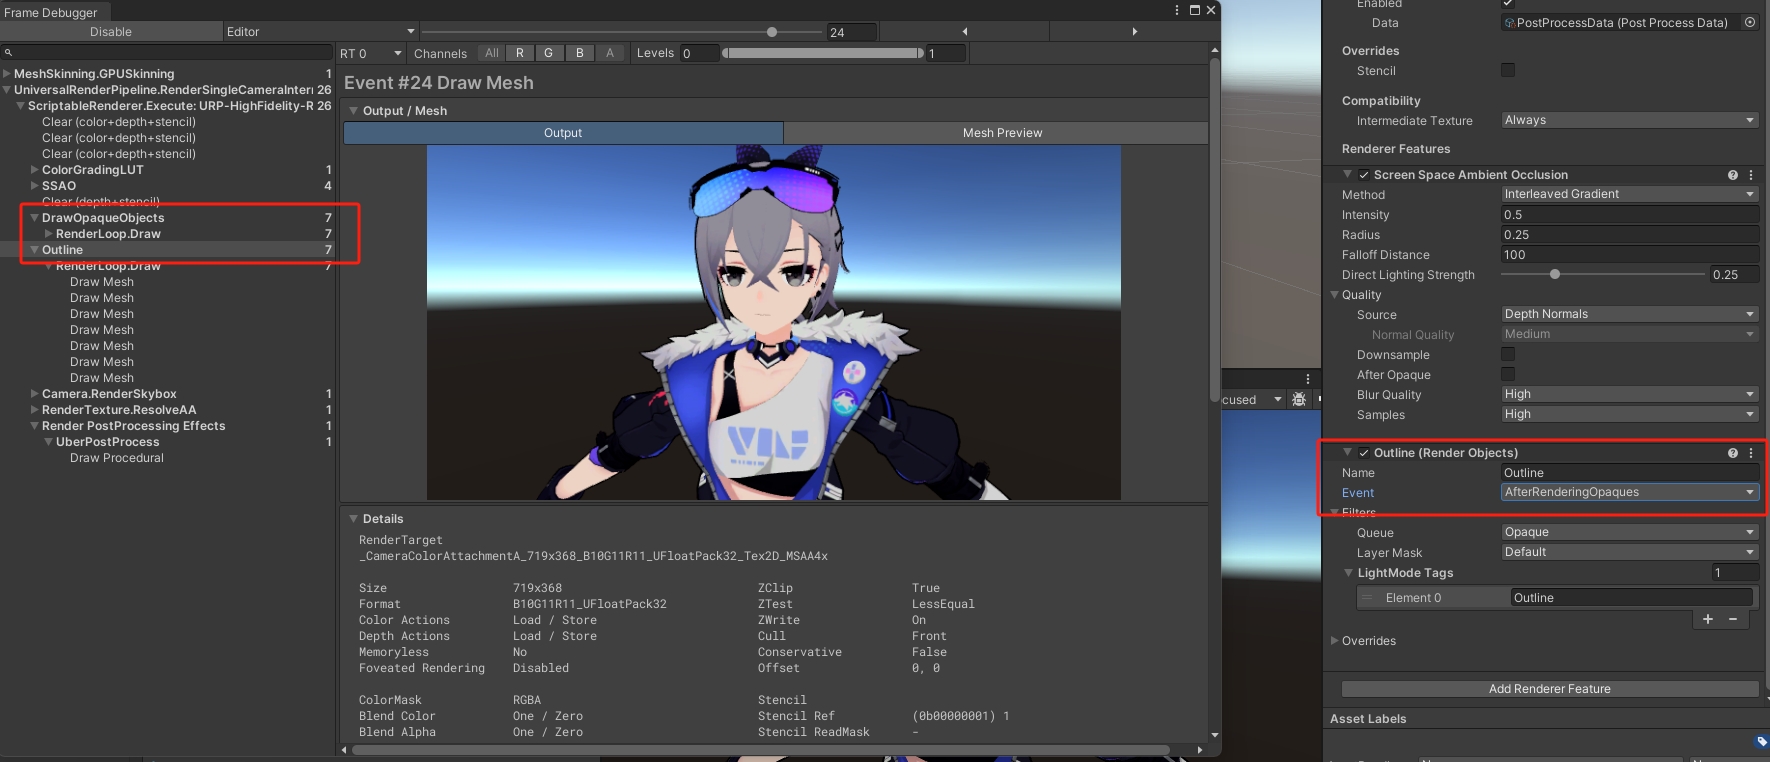 Frame Debugger
Disable
Editor
24
RT 0
Channels
All
R
G
B
A
Levels
0
1
MeshSkinning.GPUSkinning 1
UniversalRenderPipeline.RenderSingleCameraInter 26
ScriptableRenderer.Execute: URP-HighFidelity-R 26
Clear (color+depth+stencil)
Clear (color+depth+stencil)
Clear (color+depth+stencil)
ColorGradingLUT 1
SSAO 4
Clear (depth+stencil)
DrawOpaqueObjects 7
RenderLoop.Draw 7
Outline 7
RenderLoop.Draw 7
Draw Mesh
Draw Mesh
Draw Mesh
Draw Mesh
Draw Mesh
Draw Mesh
Draw Mesh
Camera.RenderSkybox 1
RenderTexture.ResolveAA 1
Render PostProcessing Effects 1
UberPostProcess 1
Draw Procedural
Event #24 Draw Mesh
Output / Mesh
Output
Mesh Preview
Details
RenderTarget
_CameraColorAttachmentA_719x368_B10G11R11_UFloatPack32_Tex2D_MSAA4x
Size 719x368 ZClip True
Format B10G11R11_UFloatPack32 ZTest LessEqual
Color Actions Load / Store ZWrite On
Depth Actions Load / Store Cull Front
Memoryless No Conservative False
Foveated Rendering Disabled Offset 0, 0
ColorMask RGBA Stencil
Blend Color One / Zero Stencil Ref (0b00000001) 1
Blend Alpha One / Zero Stencil ReadMask -
cused
Enabled
Data PostProcessData (Post Process Data)
Overrides
Stencil
Compatibility
Intermediate Texture Always
Renderer Features
Screen Space Ambient Occlusion
Method Interleaved Gradient
Intensity 0.5
Radius 0.25
Falloff Distance 100
Direct Lighting Strength 0.25
Quality
Source Depth Normals
Normal Quality Medium
Downsample
After Opaque
Blur Quality High
Samples High
Outline (Render Objects)
Name Outline
Event AfterRenderingOpaques
Filters
Queue Opaque
Layer Mask Default
LightMode Tags 1
Element 0 Outline
+ -
Overrides
Add Renderer Feature
Asset Labels